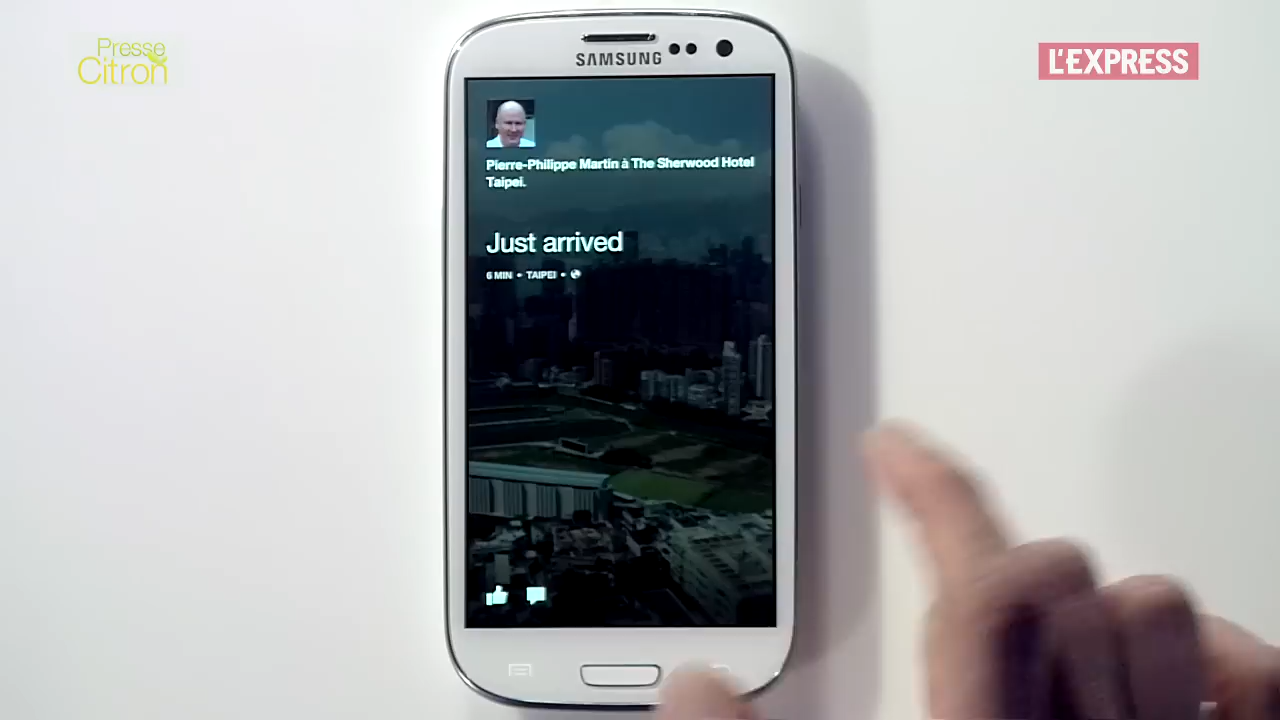 Presse
Citron
L'EXPRESS
SAMSUNG
Pierre-Philippe Martin à The Sherwood Hotel
Taipei.
Just arrived
6 MIN • TAIPEI •